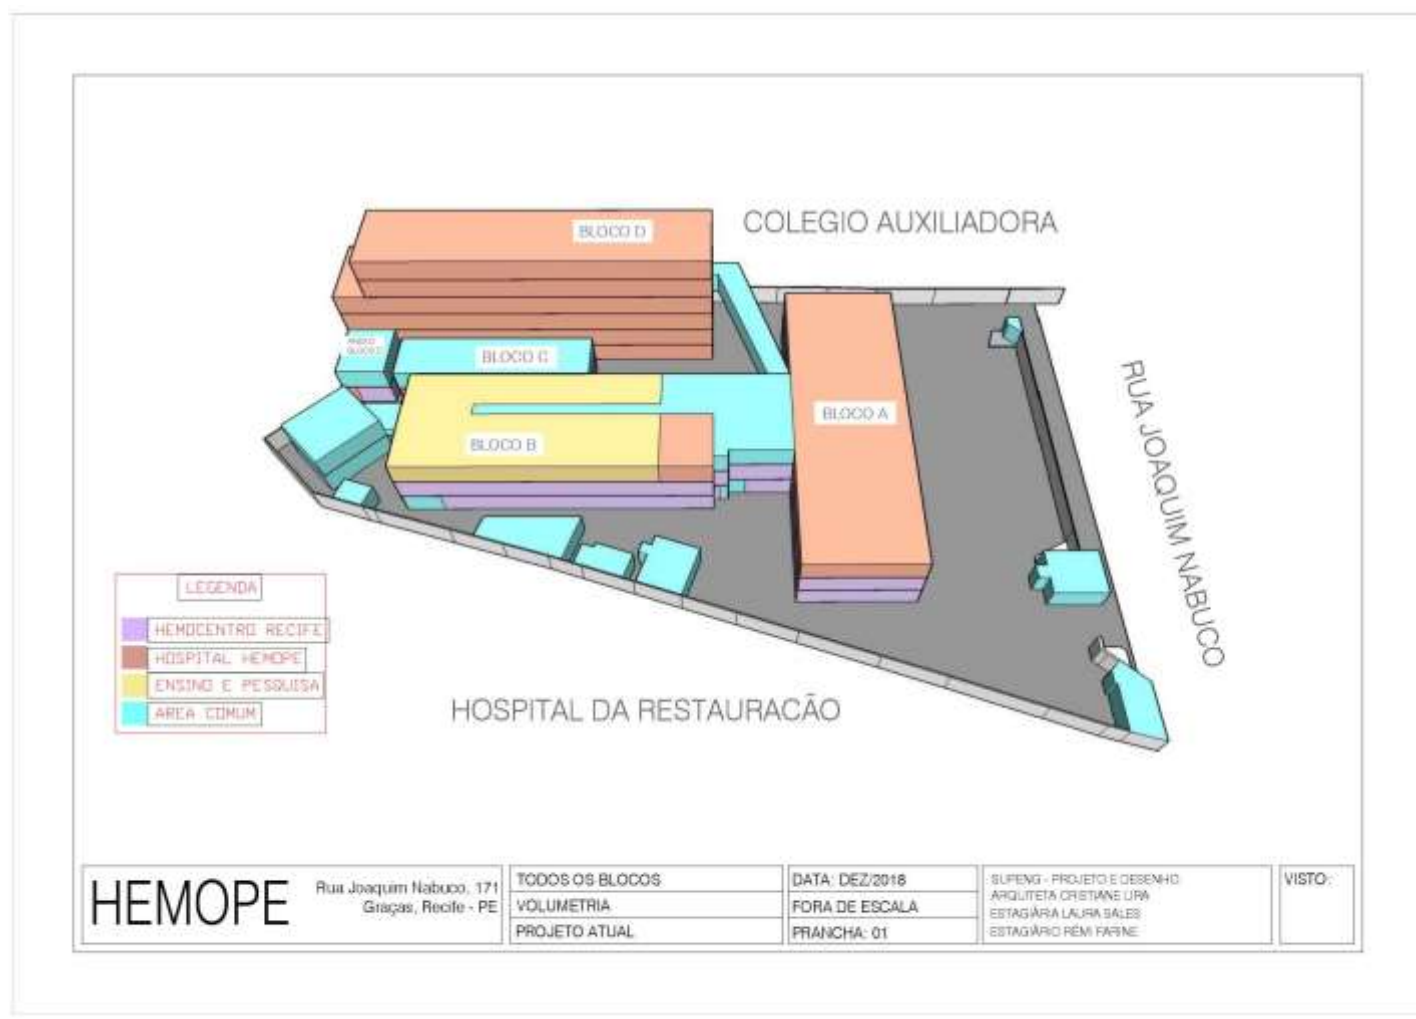 COLEGIO AUXILIADORA
BLOCO D
BLOCO C
BLOCO A
BLOCO B
RUA JOAQUIM NABUCO
LEGENDA
HEMOCENTRO RECIFE
HOSPITAL HEMOPE
ENSINO E PESQUISA
AREA COMUM
HOSPITAL DA RESTAURACÃO
HEMOPE
Rua Joaquim Nabuco, 171
Graças, Recife - PE
TODOS OS BLOCOS
VOLUMETRIA
PROJETO ATUAL
DATA: DEZ/2018
FORA DE ESCALA
PRANCHA: 01
SUPENG - PROJETO E DESENHO
ARQUITETA CRISTIANE LIRA
ESTAGIÁRIA LAURA SALES
ESTAGIÁRIO RÉMI FARINE
VISTO: